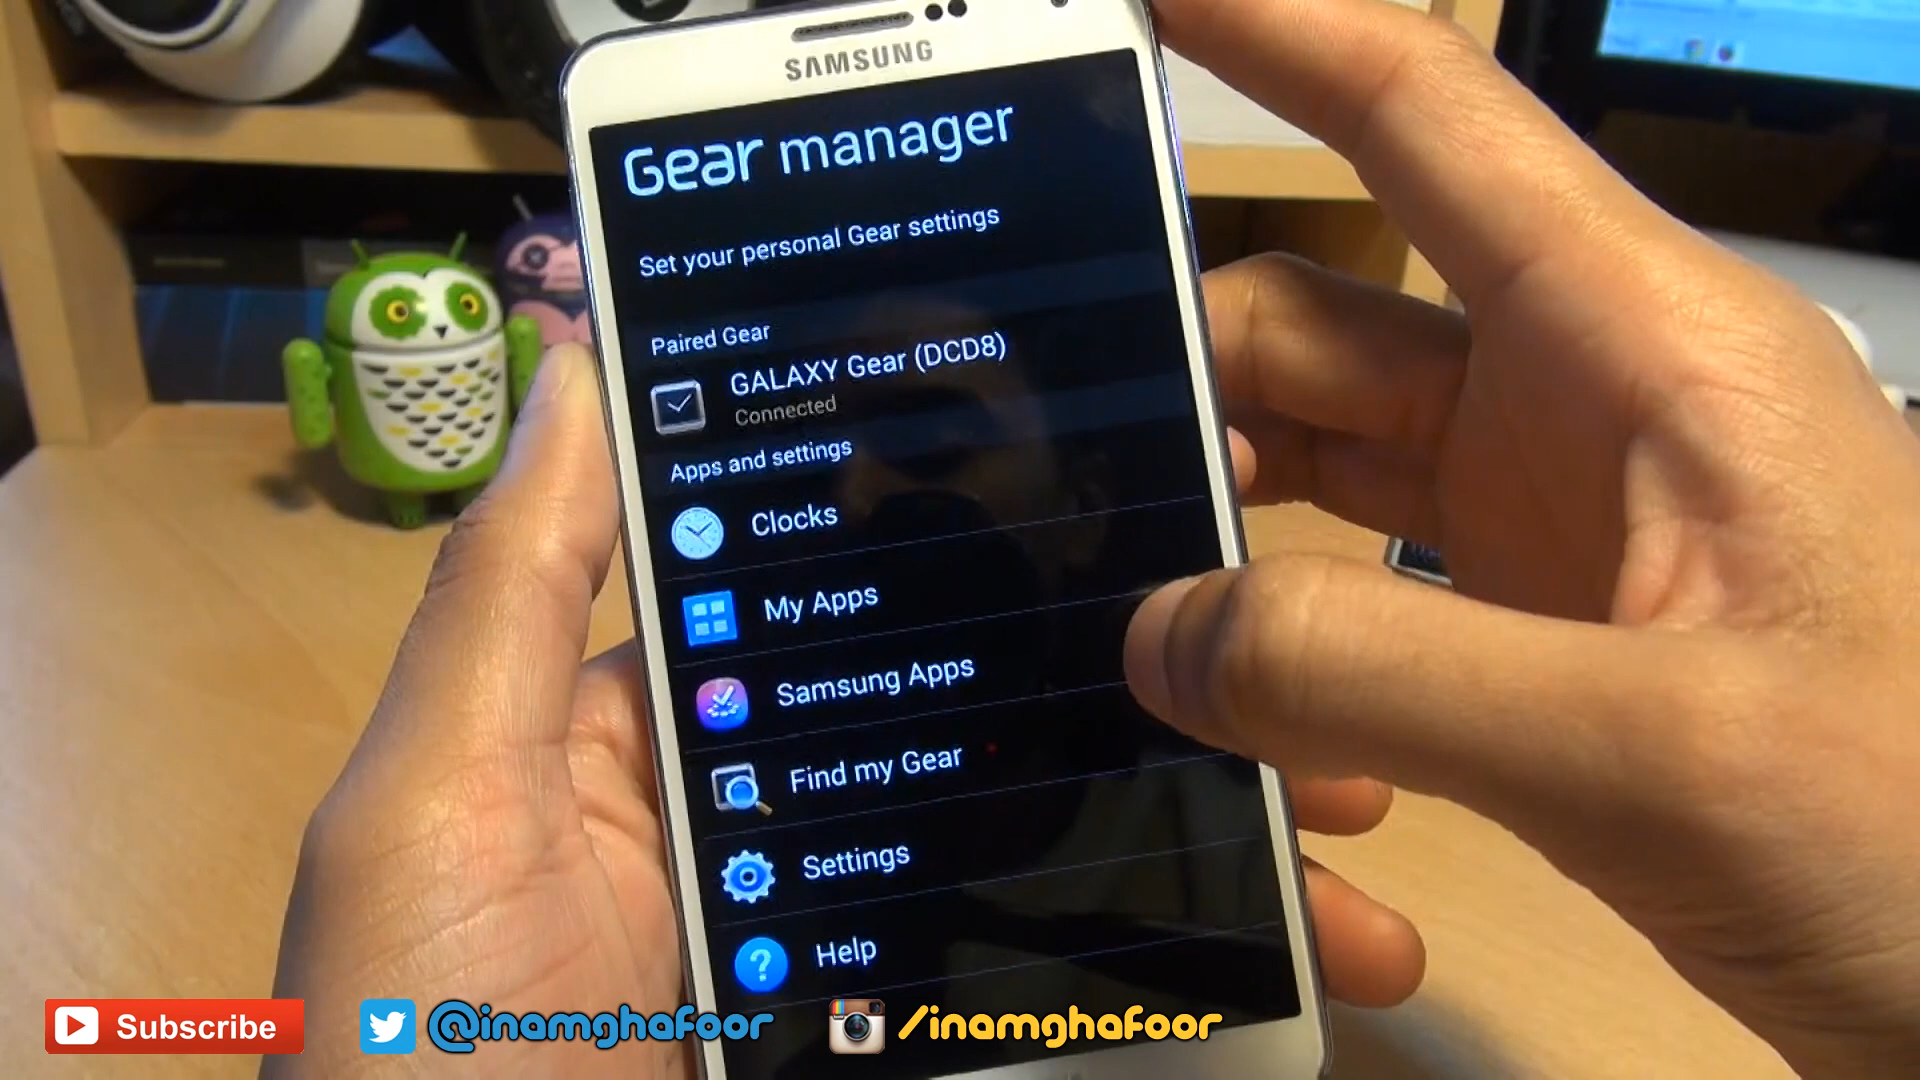 SAMSUNG
Gear manager
Set your personal Gear settings
Paired Gear
GALAXY Gear (DCD8)
Connected
Apps and settings
Clocks
My Apps
Samsung Apps
Find my Gear
Settings
Help
Subscribe
@inamghafoor
/inamghafoor